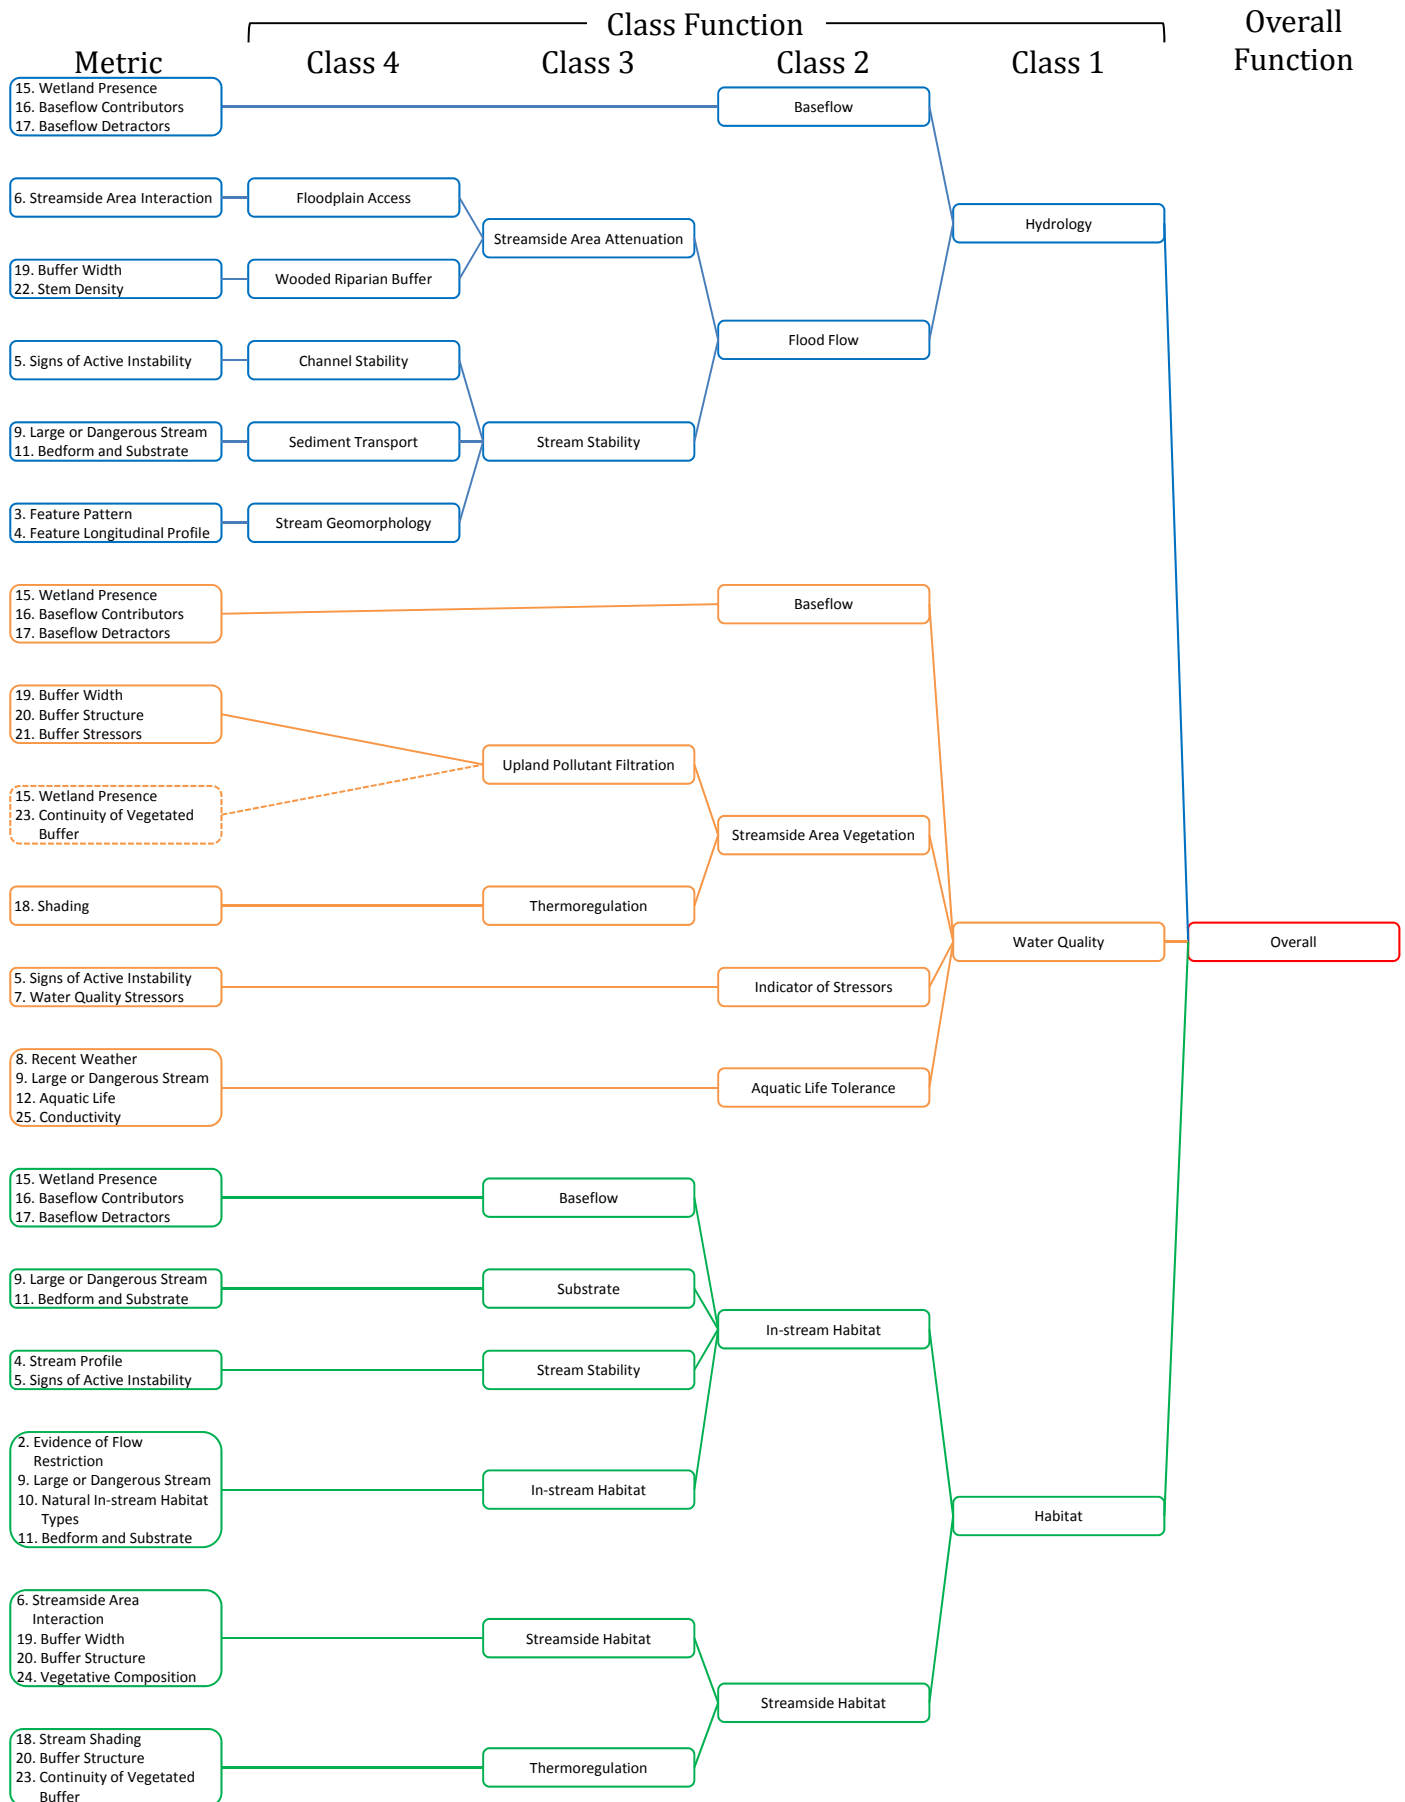 Class Function
Overall
Function
Metric
Class 4
Class 3
Class 2
Class 1
15. Wetland Presence
16. Baseflow Contributors
17. Baseflow Detractors
Baseflow
6. Streamside Area Interaction
Floodplain Access
Streamside Area Attenuation
Hydrology
19. Buffer Width
22. Stem Density
Wooded Riparian Buffer
Flood Flow
5. Signs of Active Instability
Channel Stability
9. Large or Dangerous Stream
11. Bedform and Substrate
Sediment Transport
Stream Stability
3. Feature Pattern
4. Feature Longitudinal Profile
Stream Geomorphology
15. Wetland Presence
16. Baseflow Contributors
17. Baseflow Detractors
Baseflow
19. Buffer Width
20. Buffer Structure
21. Buffer Stressors
Upland Pollutant Filtration
15. Wetland Presence
23. Continuity of Vegetated
Buffer
Streamside Area Vegetation
18. Shading
Thermoregulation
Water Quality
Overall
5. Signs of Active Instability
7. Water Quality Stressors
Indicator of Stressors
8. Recent Weather
9. Large or Dangerous Stream
12. Aquatic Life
25. Conductivity
Aquatic Life Tolerance
15. Wetland Presence
16. Baseflow Contributors
17. Baseflow Detractors
Baseflow
9. Large or Dangerous Stream
11. Bedform and Substrate
Substrate
In-stream Habitat
4. Stream Profile
5. Signs of Active Instability
Stream Stability
2. Evidence of Flow
Restriction
9. Large or Dangerous Stream
10. Natural In-stream Habitat
Types
11. Bedform and Substrate
In-stream Habitat
Habitat
6. Streamside Area
Interaction
19. Buffer Width
20. Buffer Structure
24. Vegetative Composition
Streamside Habitat
Streamside Habitat
18. Stream Shading
20. Buffer Structure
23. Continuity of Vegetated
Buffer
Thermoregulation